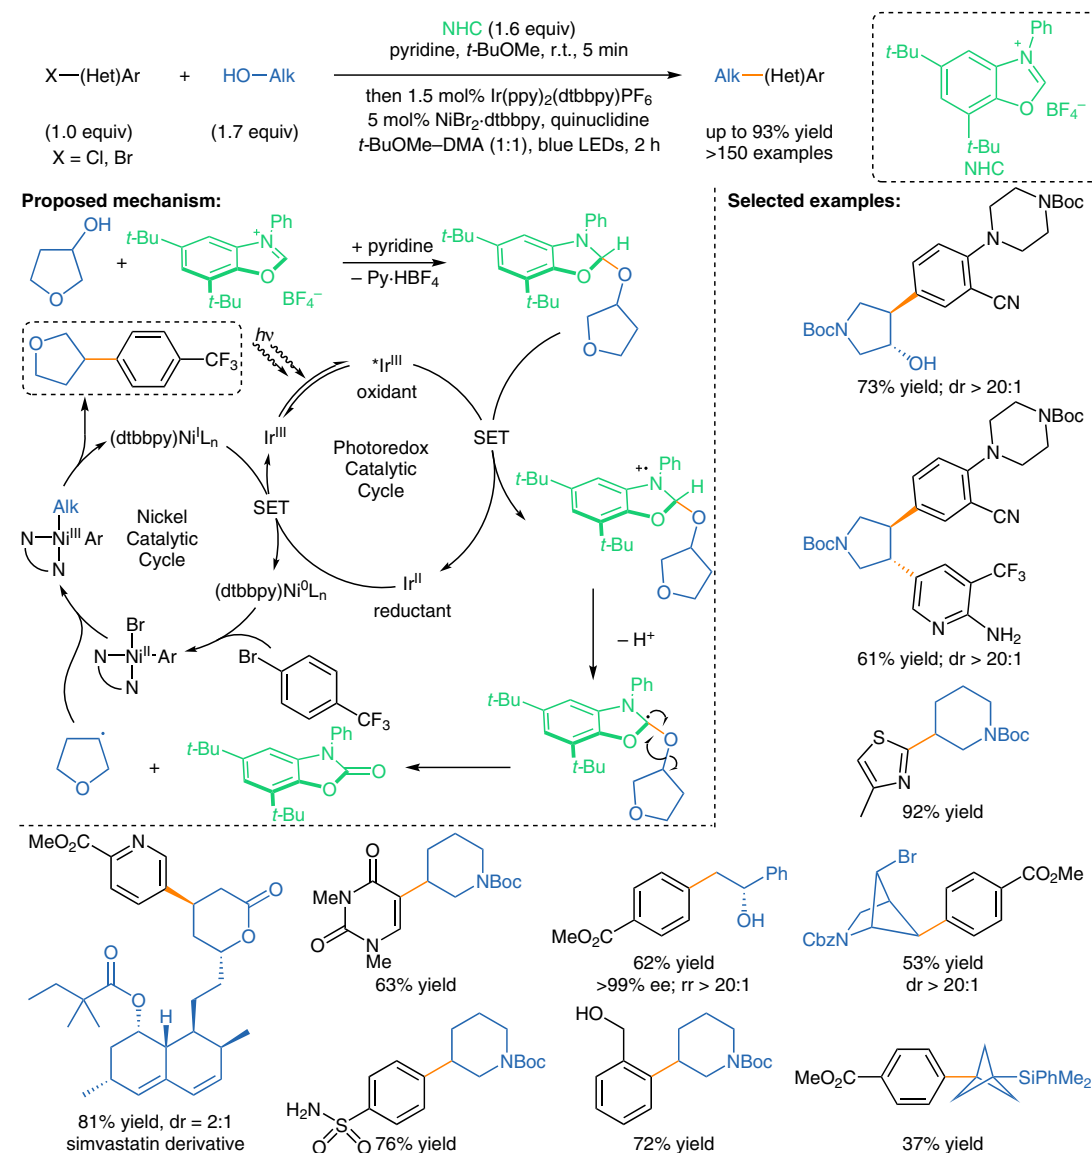 NHC (1.6 equiv)
pyridine, t-BuOMe, r.t., 5 min
X
(Het)Ar
+
HO
Alk
Alk
(Het)Ar
then 1.5 mol% Ir(ppy)2(dtbbpy)PF6
5 mol% NiBr2·dtbbpy, quinuclidine
t-BuOMe–DMA (1:1), blue LEDs, 2 h
(1.0 equiv)
X = Cl, Br
(1.7 equiv)
up to 93% yield
>150 examples
Ph
t-Bu
N
+
O
BF4−
t-Bu
NHC
Proposed mechanism:
OH
O
+
t-Bu
Ph
N
+
O
t-Bu
BF4−
+ pyridine
– Py·HBF4
t-Bu
Ph
N
H
O
O
t-Bu
O
O
CF3
hν
*IrIII
oxidant
(dtbbpy)NiILn
IrIII
Photoredox
Catalytic
Cycle
SET
SET
Alk
NiIII
Ar
N
N
Nickel
Catalytic
Cycle
(dtbbpy)Ni0Ln
IrII
reductant
+•
Ph
t-Bu
N
H
O
O
t-Bu
O
– H+
Br
N
NiII
Ar
N
Br
CF3
Ph
t-Bu
N
O
O
t-Bu
O
O
+
t-Bu
Ph
N
O
O
t-Bu
Selected examples:
N
NBoc
CN
BocN
OH
73% yield; dr > 20:1
N
NBoc
CN
BocN
CF3
N
NH2
61% yield; dr > 20:1
S
N
NBoc
92% yield
MeO2C
N
O
O
O
O
H
81% yield, dr = 2:1
simvastatin derivative
O
MeN
O
N
Me
NBoc
63% yield
Ph
OH
MeO2C
62% yield
>99% ee; rr > 20:1
Br
CO2Me
CbzN
53% yield
dr > 20:1
H2N
S
O
O
NBoc
76% yield
HO
NBoc
72% yield
MeO2C
SiPhMe2
37% yield